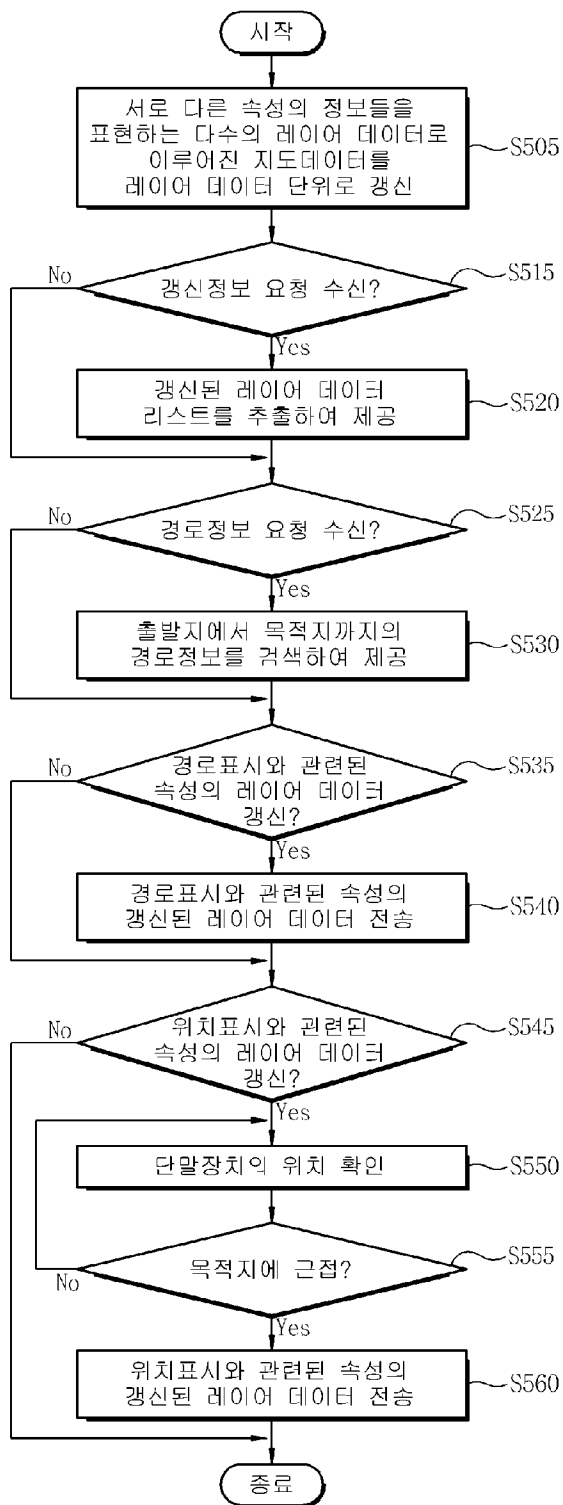 시작
서로 다른 속성의 정보들을
표현하는 다수의 레이어 데이터로
이루어진 지도데이터를
레이어 데이터 단위로 갱신
S505
No
갱신정보 요청 수신?
S515
Yes
갱신된 레이어 데이터
리스트를 추출하여 제공
S520
No
경로정보 요청 수신?
S525
Yes
출발지에서 목적지까지의
경로정보를 검색하여 제공
S530
No
경로표시와 관련된
속성의 레이어 데이터
갱신?
S535
Yes
경로표시와 관련된 속성의
갱신된 레이어 데이터 전송
S540
No
위치표시와 관련된
속성의 레이어 데이터
갱신?
S545
Yes
단말장치의 위치 확인
S550
목적지에 근접?
S555
No
Yes
위치표시와 관련된 속성의
갱신된 레이어 데이터 전송
S560
종료